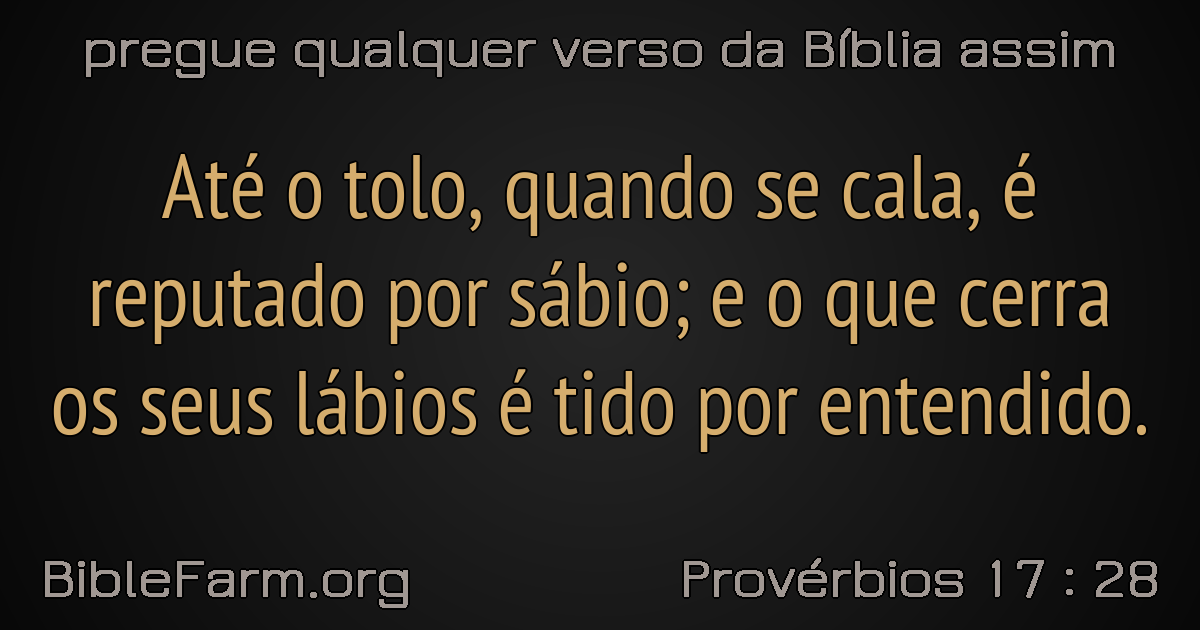 pregue qualquer verso da Bíblia assim
Até o tolo, quando se cala, é
reputado por sábio; e o que cerra
os seus lábios é tido por entendido.
BibleFarm.org
Provérbios 17 : 28